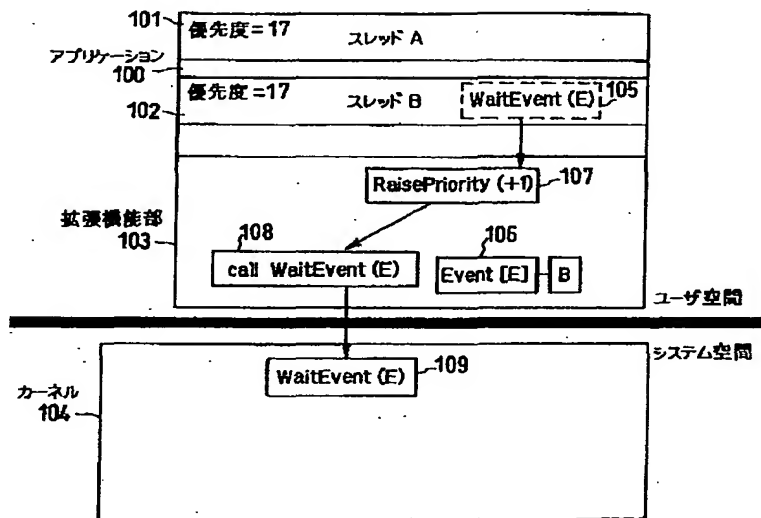 101
優先度=17
スレッド A
アプリケーション
100
優先度=17
スレッド B
WaitEvent (E)
105
102
RaisePriority (+1)
107
拡張機能部
103
108
106
call WaitEvent (E)
Event [E]
B
ユーザ空間
システム空間
WaitEvent (E)
109
カーネル
104